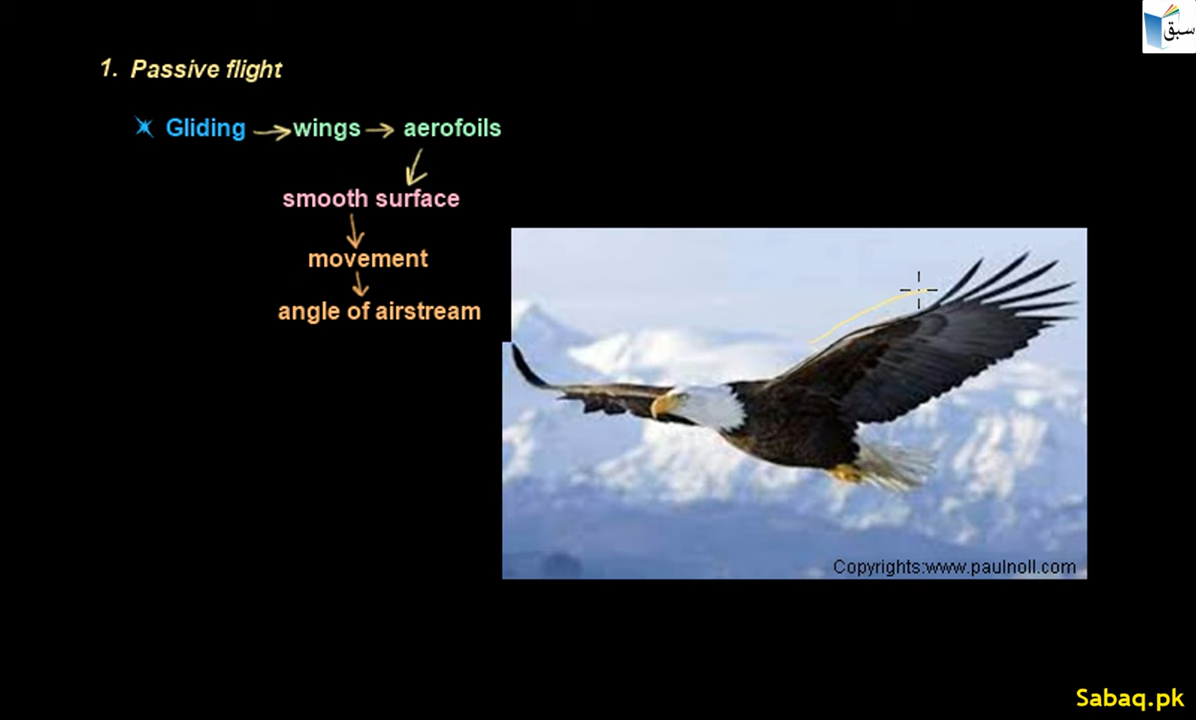 سبق
1. Passive flight
Gliding wings aerofoils
smooth surface
movement
angle of airstream
Copyrights:www.paulnoll.com
Sabaq.pk